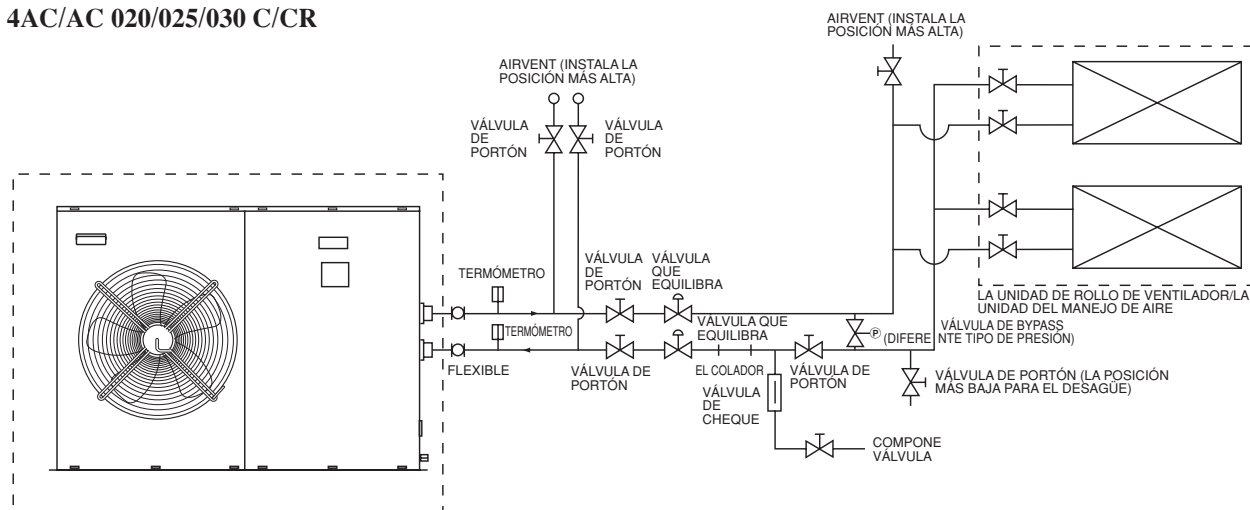 4AC/AC 020/025/030 C/CR
AIRVENT (INSTALA LA
POSICIÓN MÁS ALTA)
AIRVENT (INSTALA LA
POSICIÓN MÁS ALTA)
VÁLVULA
DE
PORTÓN
VÁLVULA
DE
PORTÓN
TERMÓMETRO
VÁLVULA
DE
PORTÓN
VÁLVULA
QUE
EQUILIBRA
LA UNIDAD DE ROLLO DE VENTILADOR/LA
UNIDAD DEL MANEJO DE AIRE
TERMÓMETRO
VÁLVULA QUE
EQUILIBRA
P
VÁLVULA DE BYPASS
(DIFERE NTE TIPO DE PRESIÓN)
FLEXIBLE
VÁLVULA DE
PORTÓN
EL COLADOR
VÁLVULA DE
PORTÓN
VÁLVULA DE PORTÓN (LA POSICIÓN
MÁS BAJA PARA EL DESAGÜE)
VÁLVULA
DE
CHEQUE
COMPONE
VÁLVULA